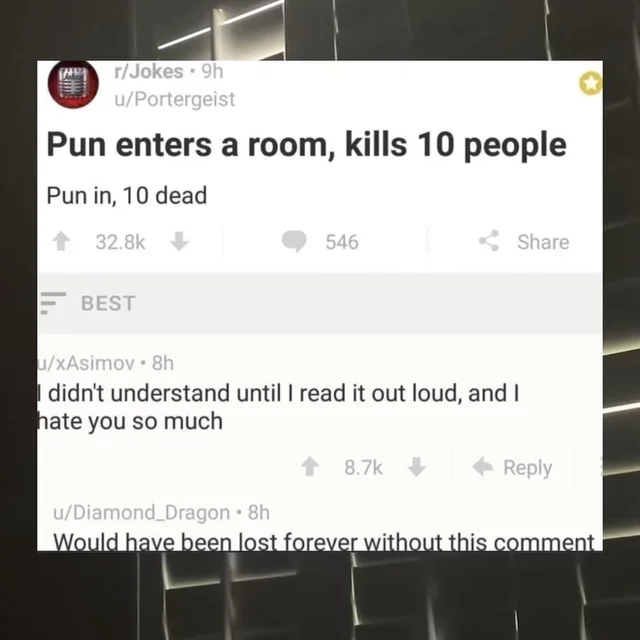 r/Jokes • 9h
u/Portergeist
Pun enters a room, kills 10 people
Pun in, 10 dead
32.8k 546 Share
BEST
u/xAsimov • 8h
I didn't understand until I read it out loud, and I
hate you so much
8.7k Reply
u/Diamond_Dragon • 8h
Would have been lost forever without this comment